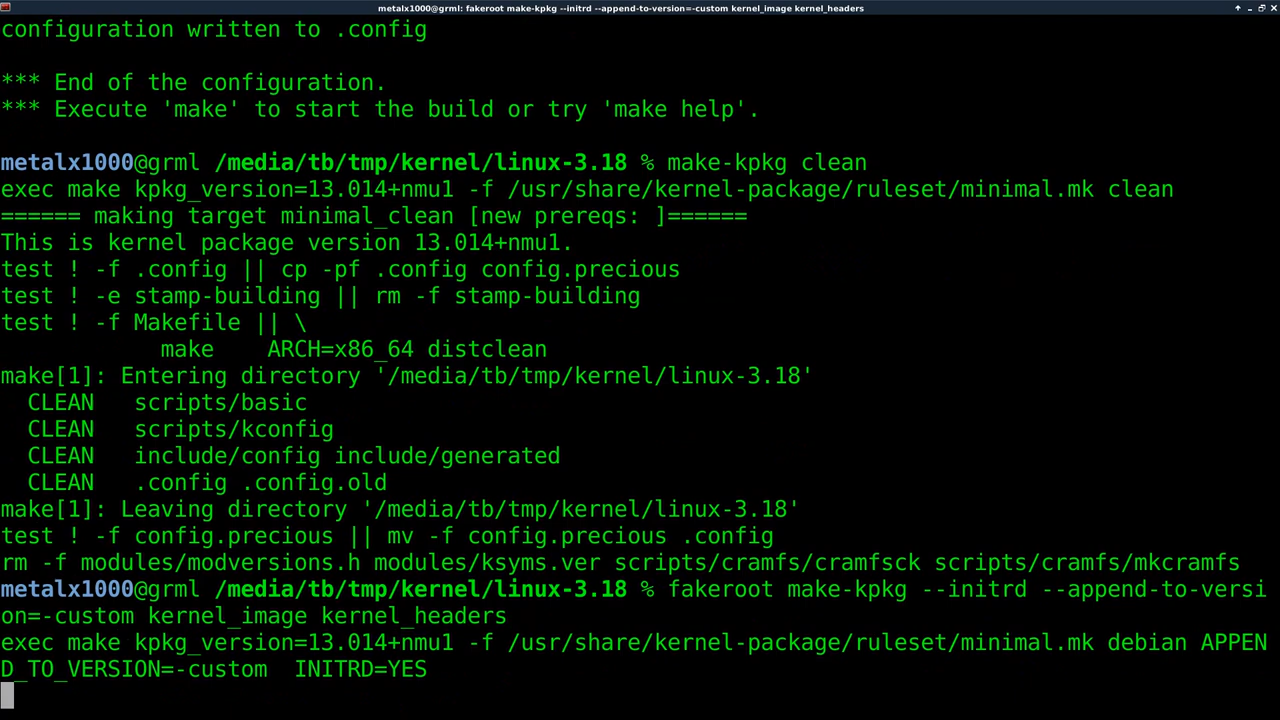 metalx1000@grml: fakeroot make-kpkg --initrd --append-to-version=-custom kernel_image kernel_headers
configuration written to .config
*** End of the configuration.
*** Execute 'make' to start the build or try 'make help'.
metalx1000@grml /media/tb/tmp/kernel/linux-3.18 % make-kpkg clean
exec make kpkg_version=13.014+nmu1 -f /usr/share/kernel-package/ruleset/minimal.mk clean
====== making target minimal_clean [new prereqs: ]======
This is kernel package version 13.014+nmu1.
test ! -f .config || cp -pf .config config.precious
test ! -e stamp-building || rm -f stamp-building
test ! -f Makefile || \
            make    ARCH=x86_64 distclean
make[1]: Entering directory '/media/tb/tmp/kernel/linux-3.18'
  CLEAN   scripts/basic
  CLEAN   scripts/kconfig
  CLEAN   include/config include/generated
  CLEAN   .config .config.old
make[1]: Leaving directory '/media/tb/tmp/kernel/linux-3.18'
test ! -f config.precious || mv -f config.precious .config
rm -f modules/modversions.h modules/ksyms.ver scripts/cramfs/cramfsck scripts/cramfs/mkcramfs
metalx1000@grml /media/tb/tmp/kernel/linux-3.18 % fakeroot make-kpkg --initrd --append-to-versi
on=-custom kernel_image kernel_headers
exec make kpkg_version=13.014+nmu1 -f /usr/share/kernel-package/ruleset/minimal.mk debian APPEN
D_TO_VERSION=-custom  INITRD=YES